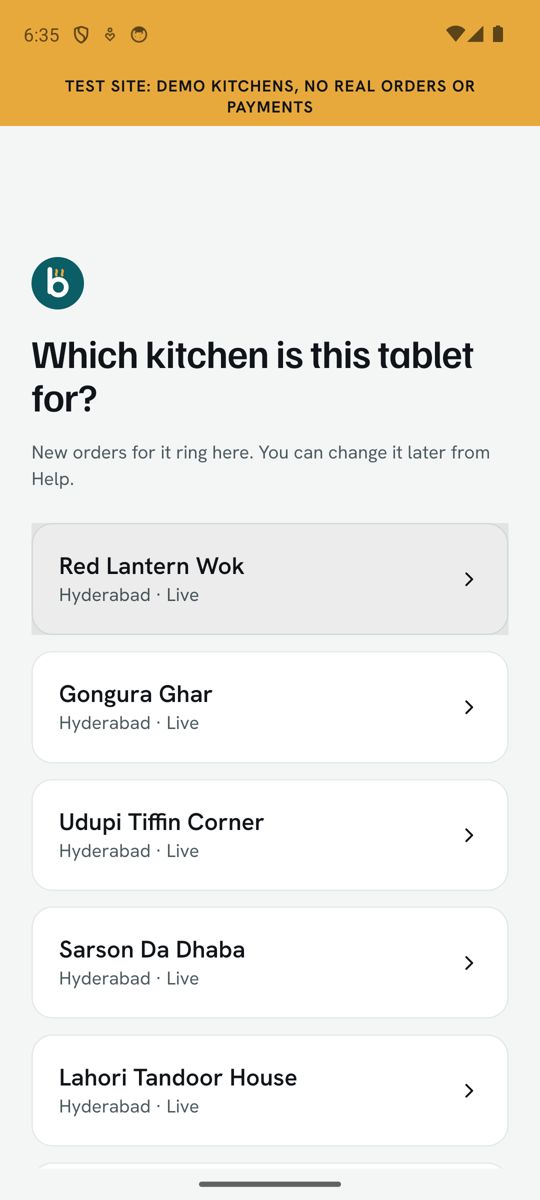 6:35
TEST SITE: DEMO KITCHENS, NO REAL ORDERS OR
PAYMENTS
b
Which kitchen is this tablet
for?
New orders for it ring here. You can change it later from
Help.
Red Lantern Wok
Hyderabad · Live
Gongura Ghar
Hyderabad · Live
Udupi Tiffin Corner
Hyderabad · Live
Sarson Da Dhaba
Hyderabad · Live
Lahori Tandoor House
Hyderabad · Live